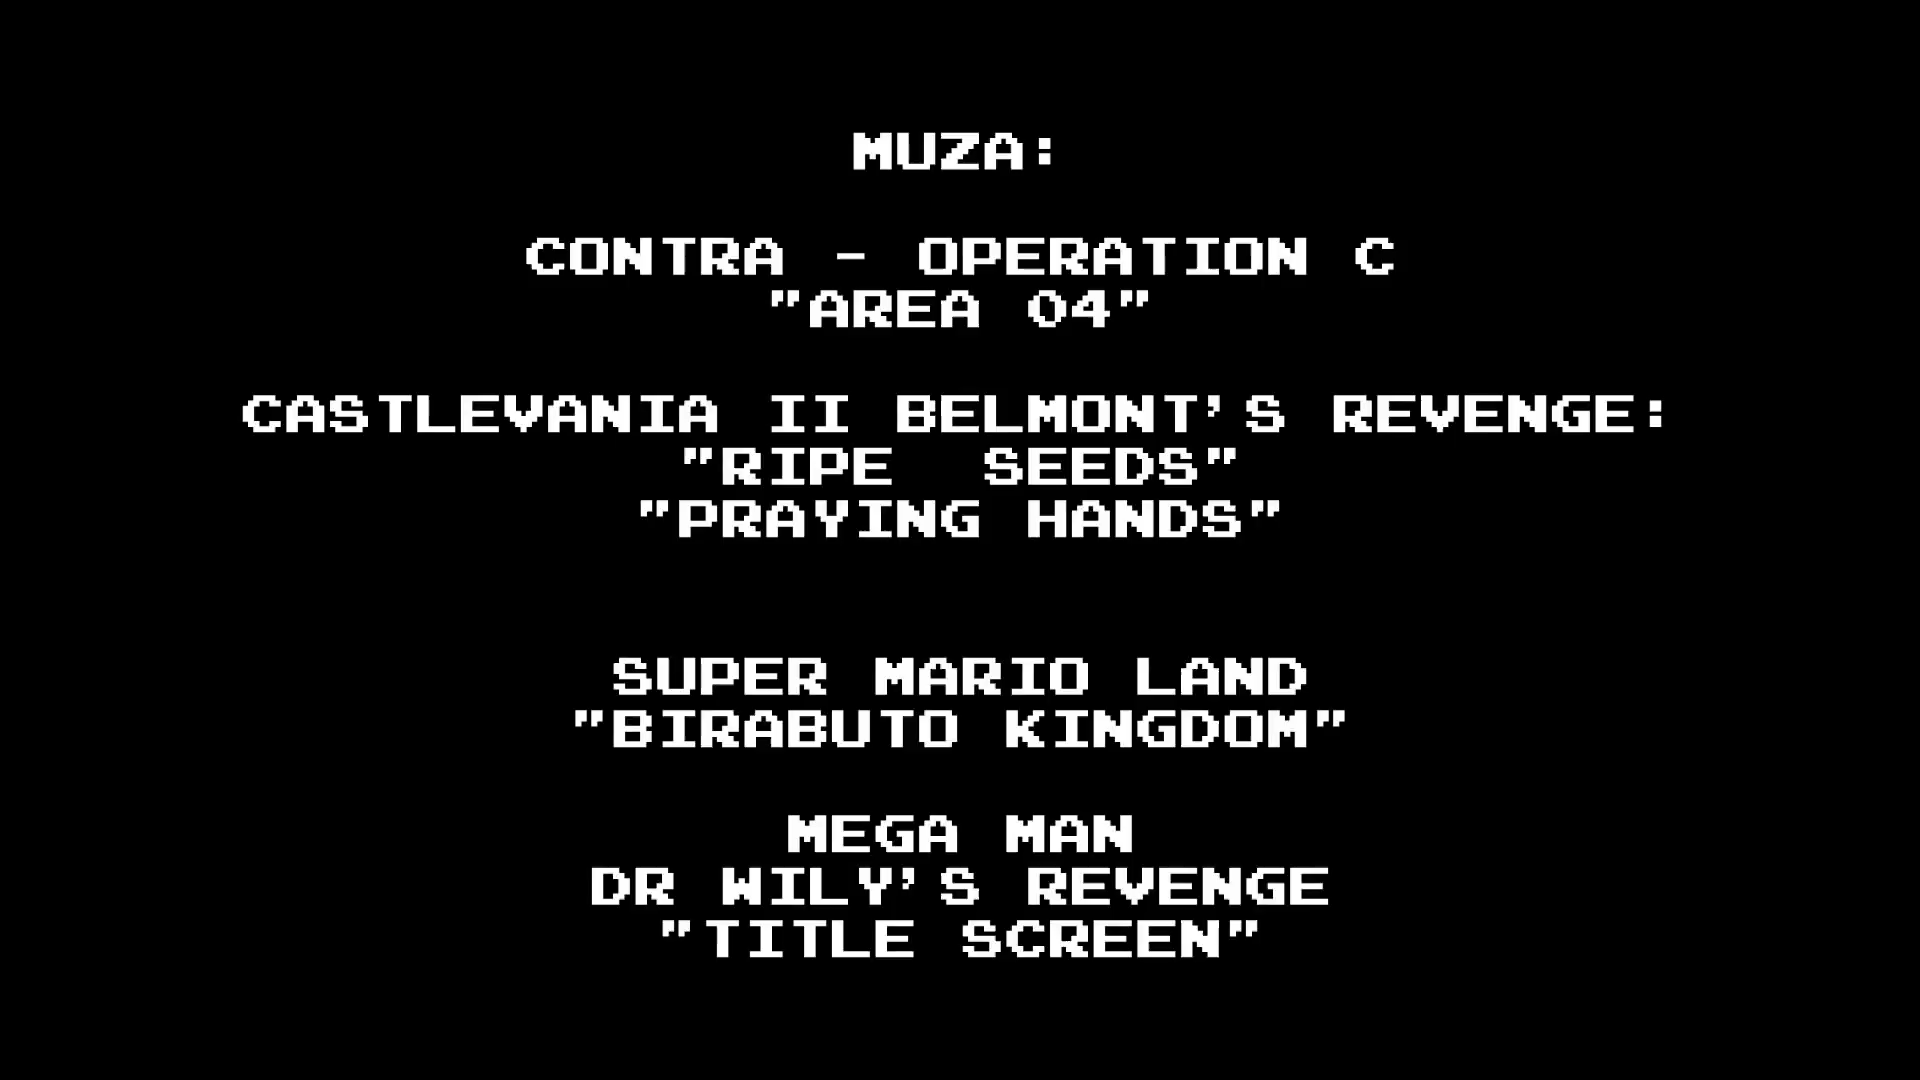 MUZA:
CONTRA - OPERATION C
"AREA 04"
CASTLEVANIA II BELMONT'S REVENGE:
"RIPE  SEEDS"
"PRAYING HANDS"
SUPER MARIO LAND
"BIRABUTO KINGDOM"
MEGA MAN
DR WILY'S REVENGE
"TITLE SCREEN"